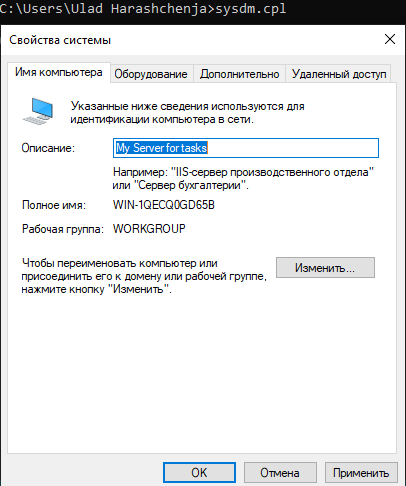 C:\Users\Ulad Harashchenja>sysdm.cpl
Свойства системы
Имя компьютера Оборудование Дополнительно Удаленный доступ
Указанные ниже сведения используются для
идентификации компьютера в сети.
Описание: My Server for tasks
Например: "IIS-сервер производственного отдела"
или "Сервер бухгалтерии".
Полное имя: WIN-1QECQ0GD65B
Рабочая группа: WORKGROUP
Чтобы переименовать компьютер или
присоединить его к домену или рабочей группе,
нажмите кнопку "Изменить".
Изменить...
OK Отмена Применить